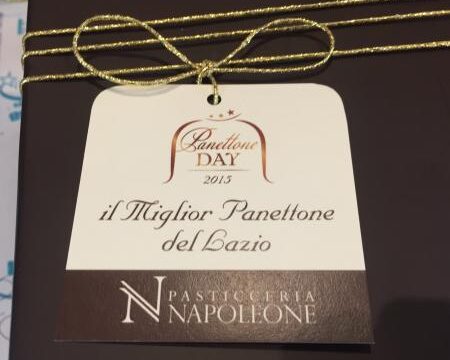 Panettone
DAY
2015
il Miglior Panettone
del Lazio
N PASTICCERIA
NAPOLEONE